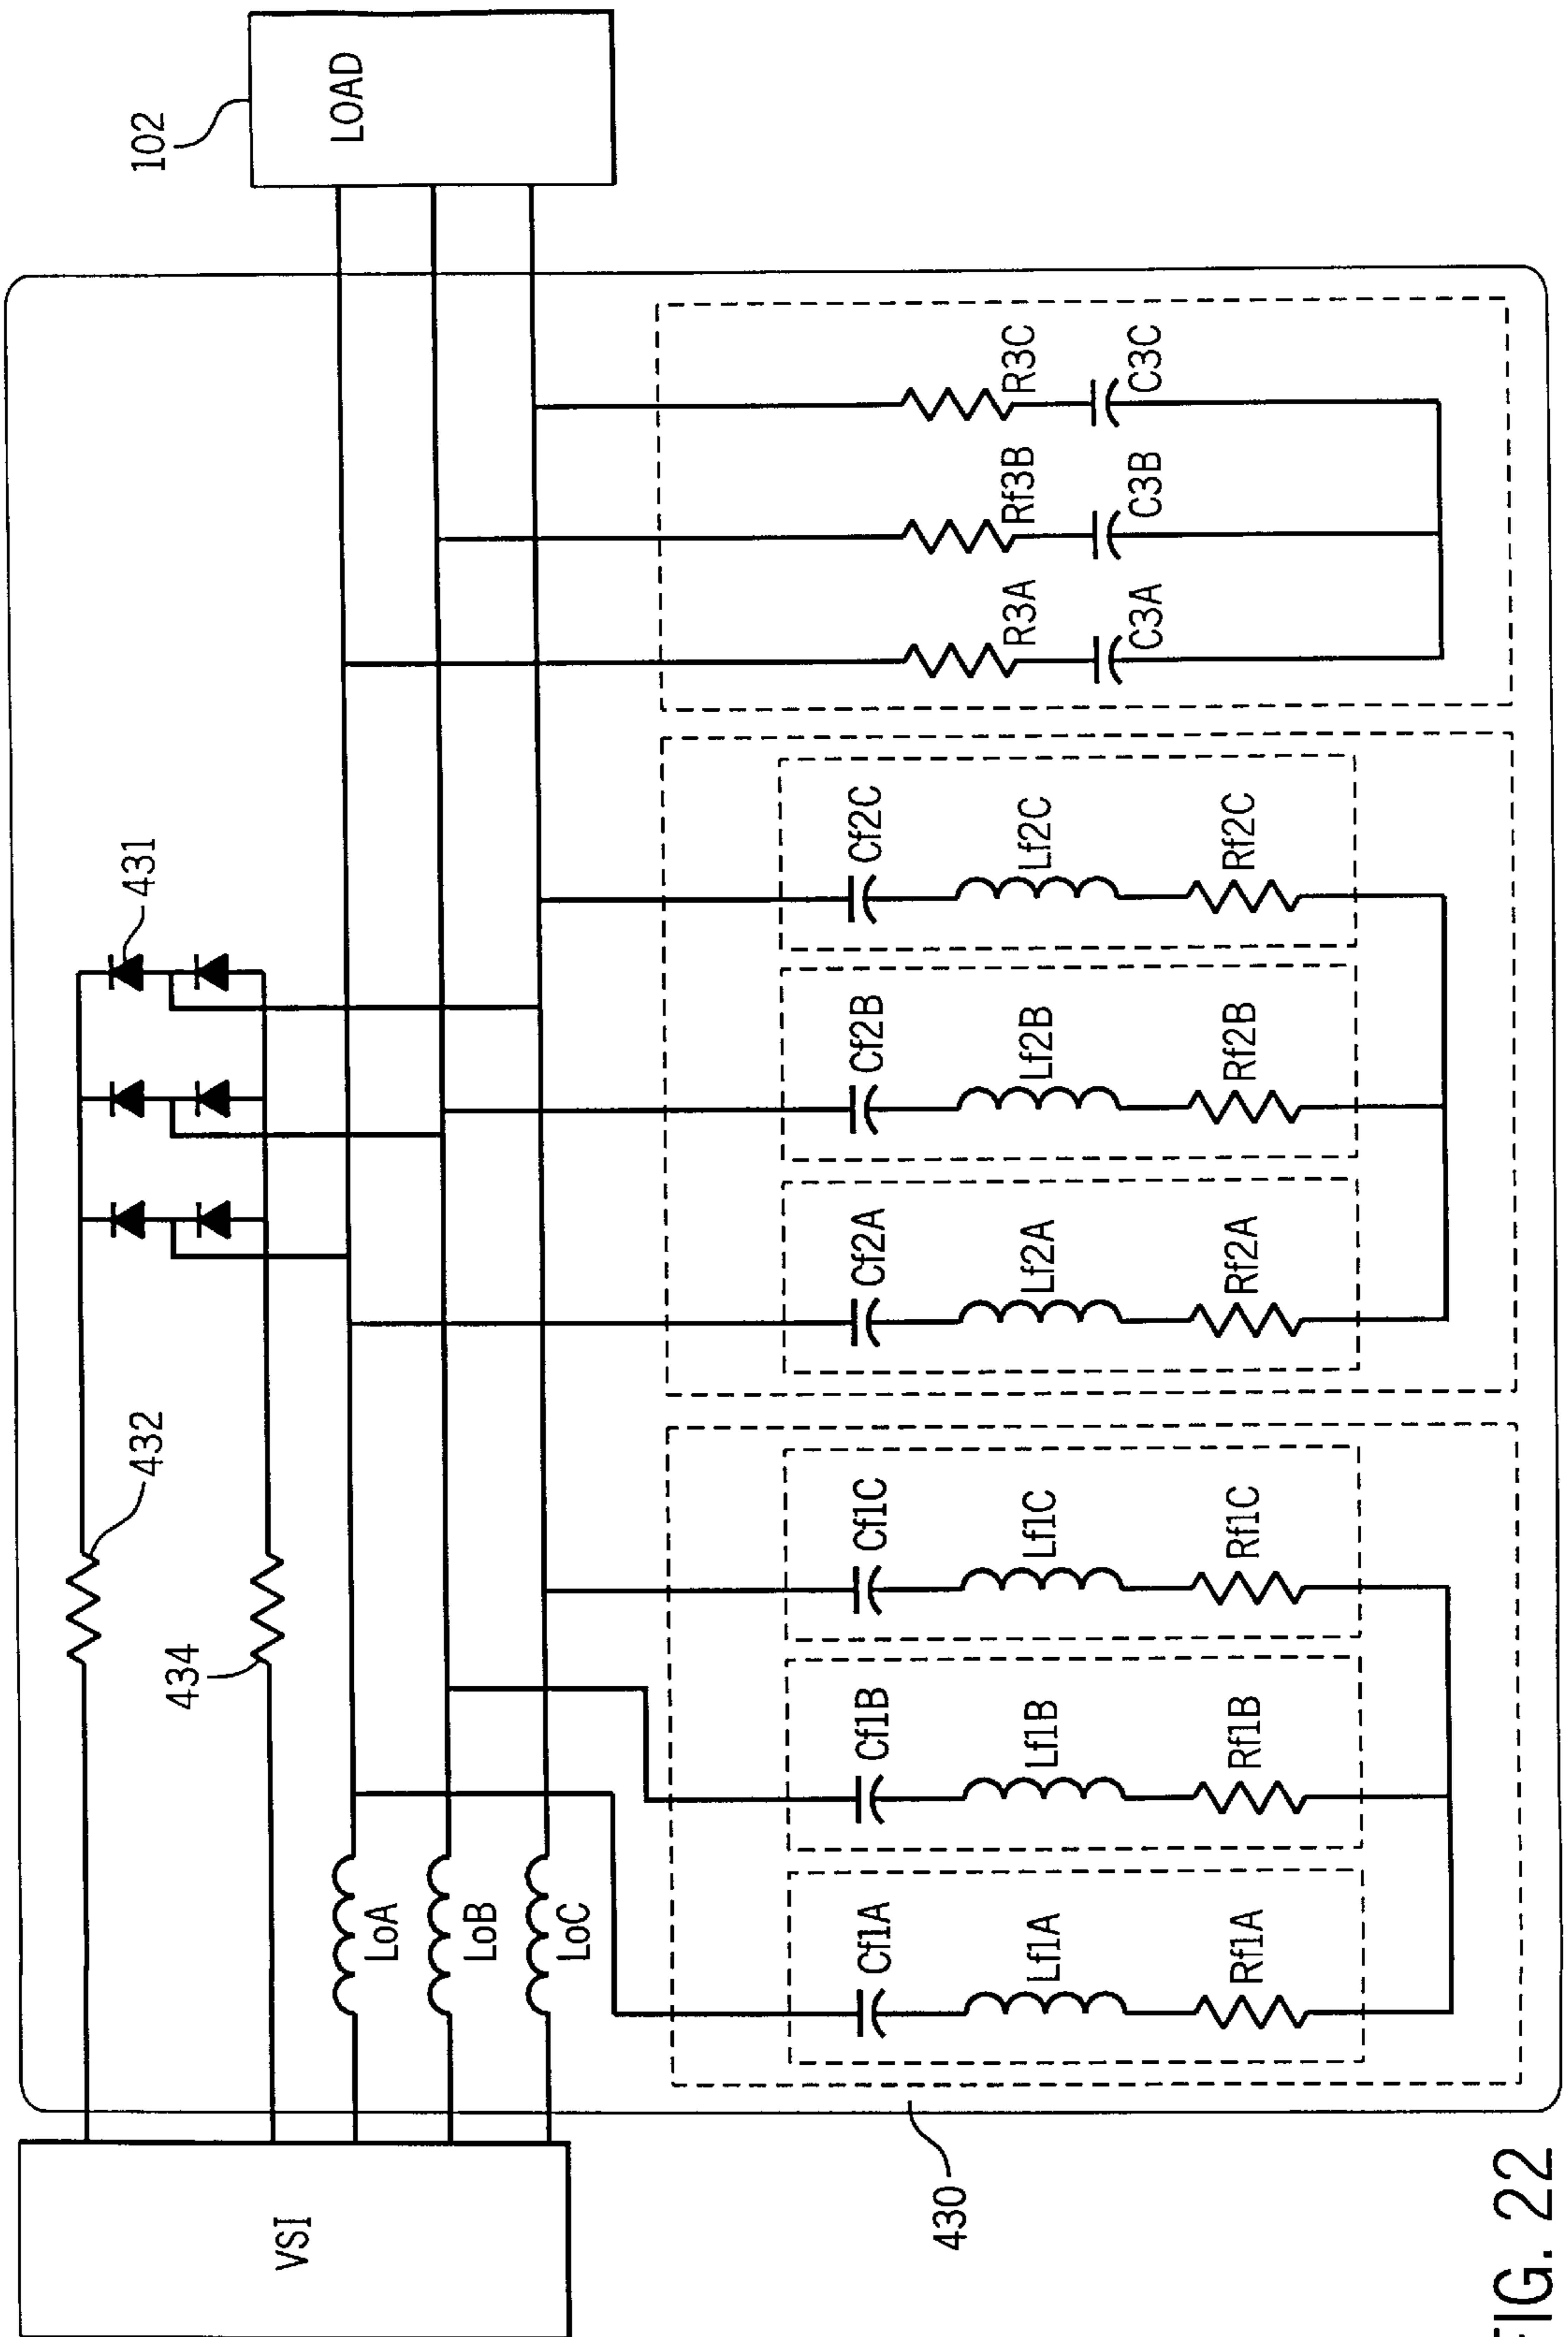 102
LOAD
431
432
434
VSI
LoA
LoB
LoC
Cf1A
Lf1A
Rf1A
Cf1B
Lf1B
Rf1B
Cf1C
Lf1C
Rf1C
Cf2A
Lf2A
Rf2A
Cf2B
Lf2B
Rf2B
Cf2C
Lf2C
Rf2C
R3A
C3A
Rf3B
C3B
R3C
C3C
430
FIG. 22